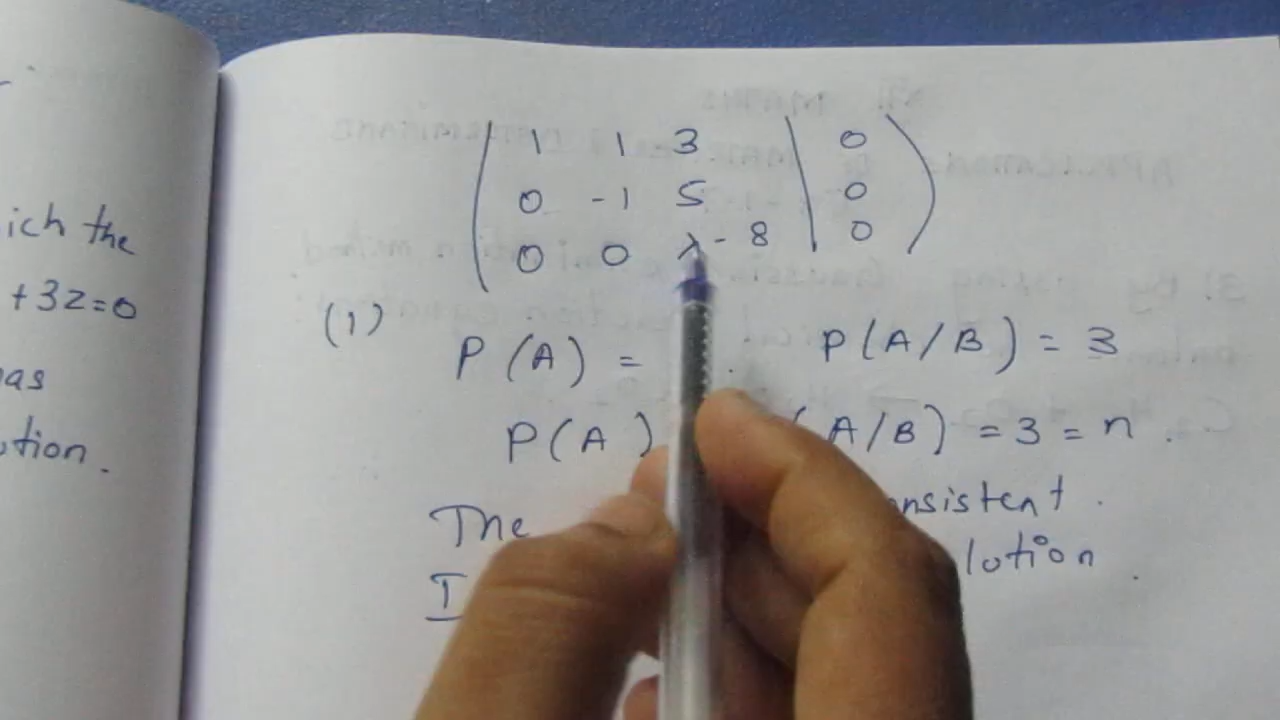 ich the
+3z=0
as
ution.
1 1 3 | 0
0 -1 5 | 0
0 0 λ-8 | 0
(1)
P(A) = P(A/B) = 3
P(A) (A/B) = 3 = n.
The nsistent.
I lution.